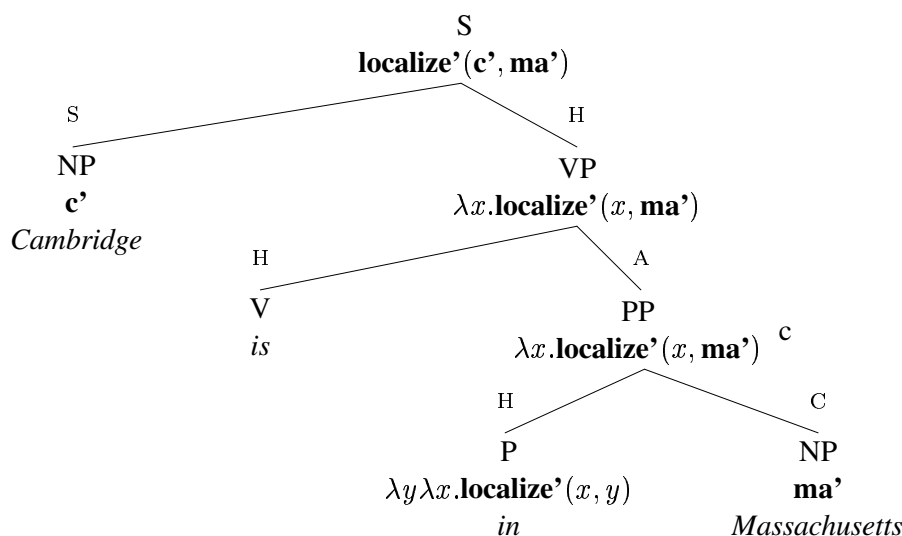 S
localize’(c’, ma’)
S H
NP VP
c’ λx.localize’(x, ma’)
Cambridge
H A
V PP
is λx.localize’(x, ma’) c
H C
P NP
λyλx.localize’(x, y) ma’
in Massachusetts